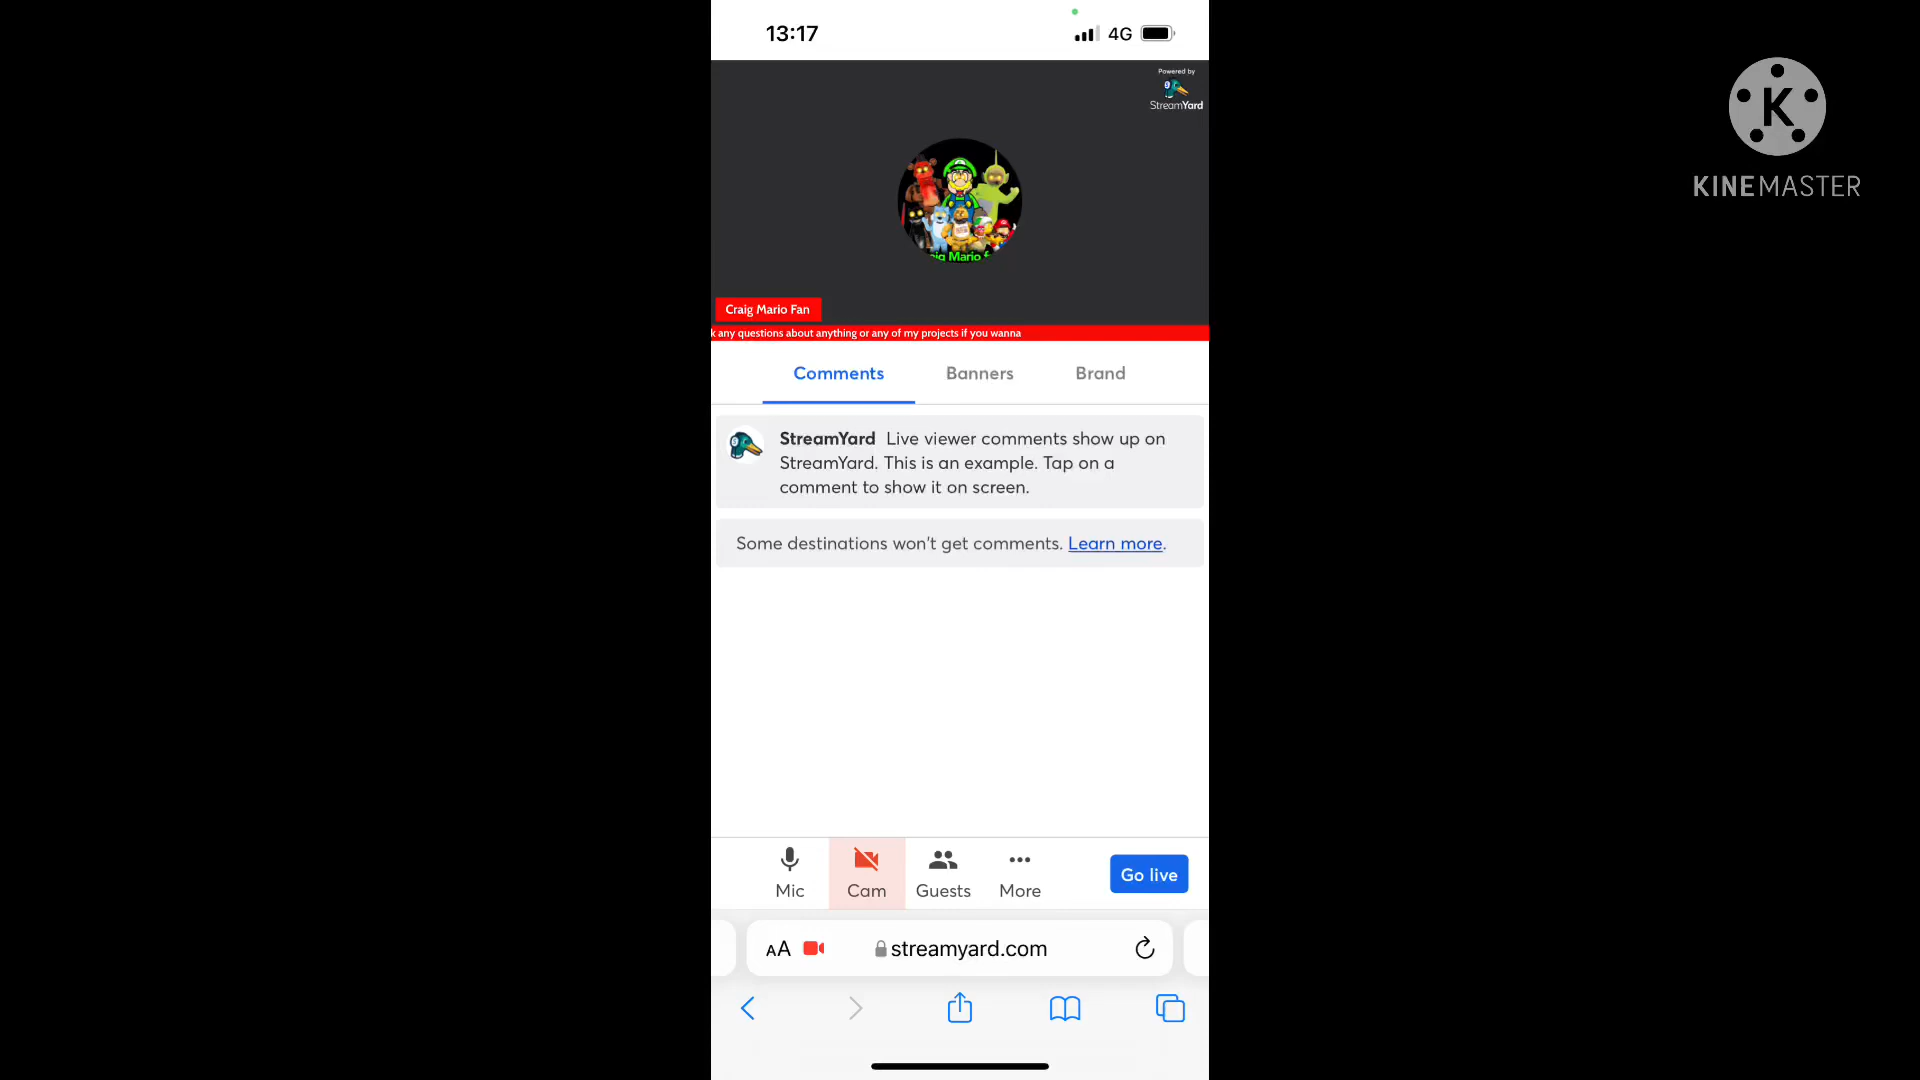 13:17
4G
Powered by
StreamYard
K
KINEMASTER
ig Mario f
Craig Mario Fan
k any questions about anything or any of my projects if you wanna
Comments
Banners
Brand
StreamYard Live viewer comments show up on
StreamYard. This is an example. Tap on a
comment to show it on screen.
Some destinations won't get comments. Learn more.
Mic
Cam
Guests
More
Go live
AA
streamyard.com